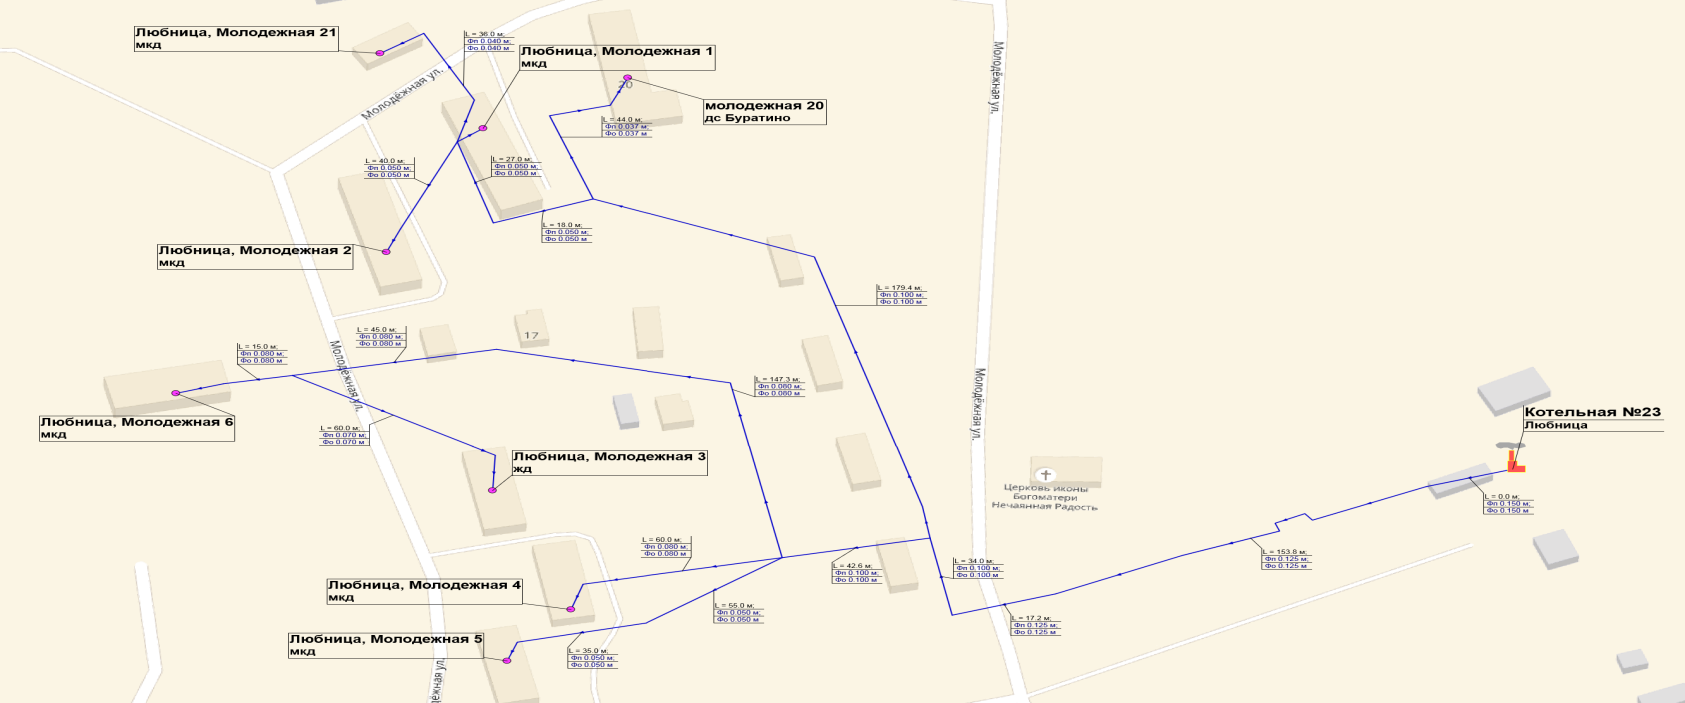 Любница, Молодежная 21
мкд
L = 36.0 м;
Фп 0.040 м;
Фо 0.040 м
Любница, Молодежная 1
мкд
Молодёжная ул.
20
молодежная 20
дс Буратино
L = 44.0 м;
Фп 0.037 м;
Фо 0.037 м
Молодёжная ул.
L = 40.0 м;
Фп 0.050 м;
Фо 0.050 м
L = 27.0 м;
Фп 0.050 м;
Фо 0.050 м
L = 18.0 м;
Фп 0.050 м;
Фо 0.050 м
Любница, Молодежная 2
мкд
L = 179.4 м;
Фп 0.100 м;
Фо 0.100 м
17
L = 45.0 м;
Фп 0.080 м;
Фо 0.080 м
L = 15.0 м;
Фп 0.080 м;
Фо 0.080 м
Молодёжная ул.
L = 147.3 м;
Фп 0.080 м;
Фо 0.080 м
Молодёжная ул.
Любница, Молодежная 6
мкд
L = 60.0 м;
Фп 0.070 м;
Фо 0.070 м
Котельная №23
Любница
Любница, Молодежная 3
жд
Церковь Иконы
Богоматери
Нечаянная Радость
L = 0.0 м;
Фп 0.150 м;
Фо 0.150 м
L = 60.0 м;
Фп 0.080 м;
Фо 0.080 м
L = 42.6 м;
Фп 0.100 м;
Фо 0.100 м
L = 34.0 м;
Фп 0.100 м;
Фо 0.100 м
L = 153.8 м;
Фп 0.125 м;
Фо 0.125 м
Любница, Молодежная 4
мкд
L = 55.0 м;
Фп 0.050 м;
Фо 0.050 м
L = 17.2 м;
Фп 0.125 м;
Фо 0.125 м
Любница, Молодежная 5
мкд
L = 35.0 м;
Фп 0.050 м;
Фо 0.050 м
ёжная ул.